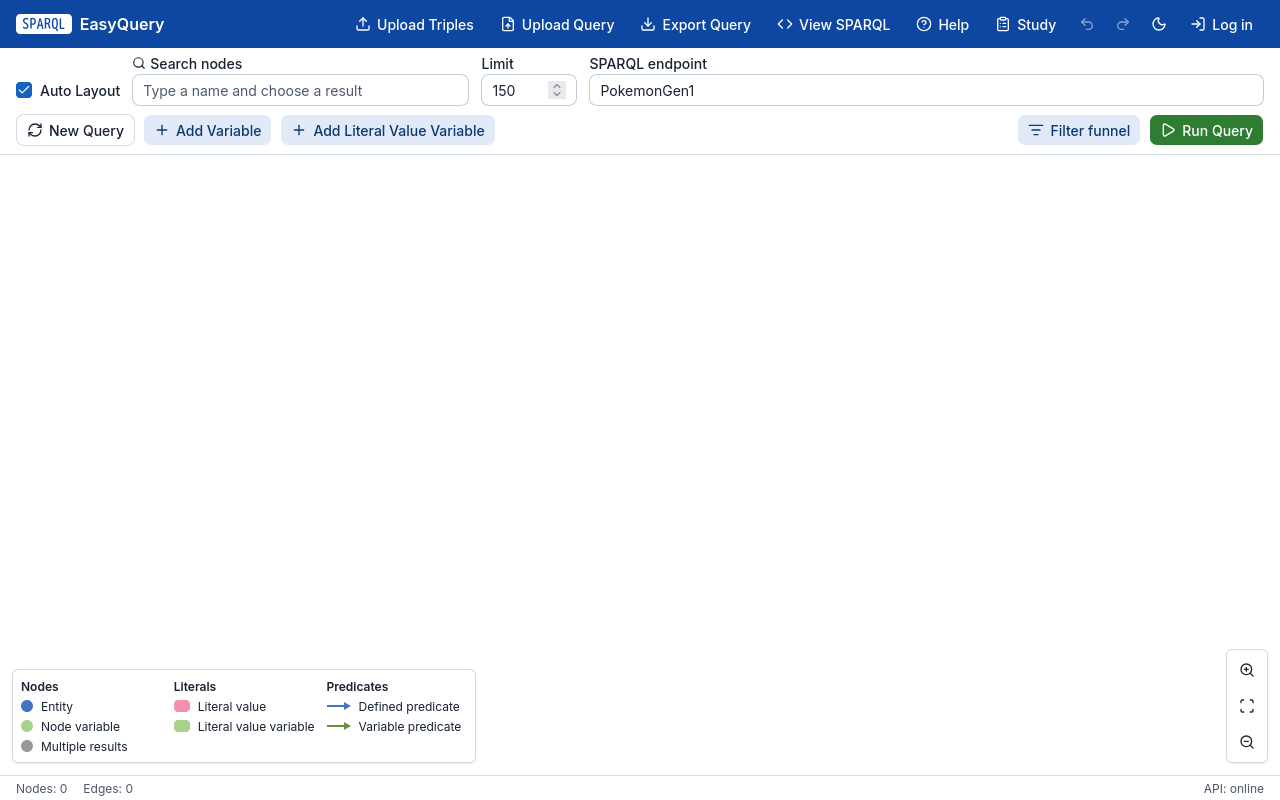 SPARQL EasyQuery Upload Triples Upload Query Export Query View SPARQL Help Study Log in
Search nodes Limit SPARQL endpoint
Auto Layout Type a name and choose a result 150 PokemonGen1
New Query Add Variable Add Literal Value Variable Filter funnel Run Query
Nodes Literals Predicates
Entity Literal value Defined predicate
Node variable Literal value variable Variable predicate
Multiple results
Nodes: 0 Edges: 0 API: online